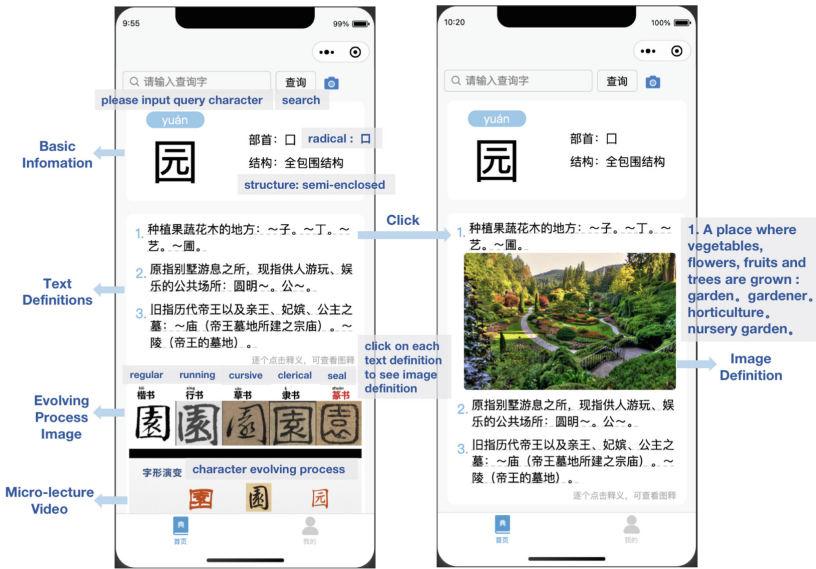 9:55
99%
请输入查询字
查询
please input query character
search
yuán
园
部首：囗
radical：口
结构：全包围结构
structure: semi-enclosed
Basic
Infomation
1. 种植果蔬花木的地方：～子。～丁。～
艺。～圃。
2. 原指别墅游息之所，现指供人游玩、娱
乐的公共场所：圆明～。公～。
3. 旧指历代帝王以及亲王、妃嫔、公主之
墓：～庙（帝王墓地所建之宗庙）。～
陵（帝王的墓地）.
逐个点击释义，可查看图释
Text
Definitions
click on each
text definition
to see image
definition
regular
running
cursive
clerical
seal
楷书
行书
草书
隶书
篆书
園
園
園
園
園
Evolving
Process
Image
字形演变
character evolving process
园
Micro-lecture
Video
首页
我的
Click
10:20
100%
请输入查询字
查询
yuán
园
部首：囗
结构：全包围结构
1. 种植果蔬花木的地方：～子。～丁。～
艺。～圃。
2. 原指别墅游息之所，现指供人游玩、娱
乐的公共场所：圆明～。公～。
3. 旧指历代帝王以及亲王、妃嫔、公主之
墓：～庙（帝王墓地所建之宗庙）。～
陵（帝王的墓地）。
逐个点击释义，可查看图释
首页
我的
1. A place where
vegetables,
flowers, fruits and
trees are grown :
garden。gardener。
horticulture。
nursery garden。
Image
Definition